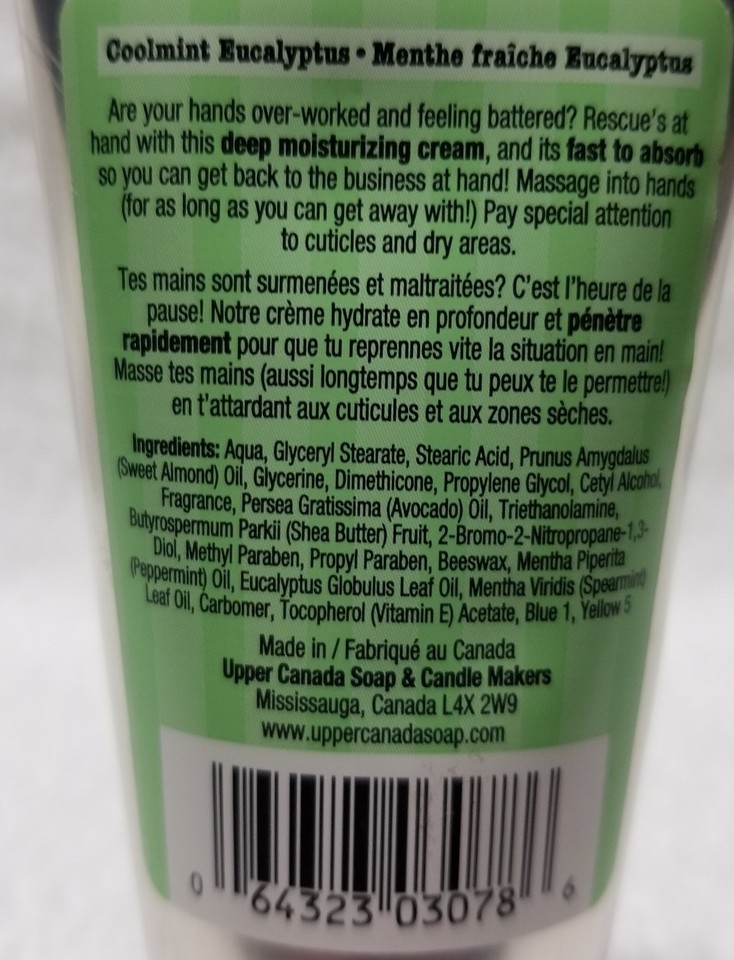 Coolmint Eucalyptus • Menthe fraîche Eucalyptus
Are your hands over-worked and feeling battered? Rescue's at
hand with this deep moisturizing cream, and its fast to absorb
so you can get back to the business at hand! Massage into hands
(for as long as you can get away with!) Pay special attention
to cuticles and dry areas.
Tes mains sont surmenées et maltraitées? C'est l'heure de la
pause! Notre crème hydrate en profondeur et pénètre
rapidement pour que tu reprennes vite la situation en main!
Masse tes mains (aussi longtemps que tu peux te le permettre!)
en t'attardant aux cuticules et aux zones sèches.
Ingredients: Aqua, Glyceryl Stearate, Stearic Acid, Prunus Amygdalus
(Sweet Almond) Oil, Glycerine, Dimethicone, Propylene Glycol, Cetyl Alcohol,
Fragrance, Persea Gratissima (Avocado) Oil, Triethanolamine,
Butyrospermum Parkii (Shea Butter) Fruit, 2-Bromo-2-Nitropropane-1,3-
Diol, Methyl Paraben, Propyl Paraben, Beeswax, Mentha Piperita
(Peppermint) Oil, Eucalyptus Globulus Leaf Oil, Mentha Viridis (Spearmint)
Leaf Oil, Carbomer, Tocopherol (Vitamin E) Acetate, Blue 1, Yellow 5
Made in / Fabriqué au Canada
Upper Canada Soap & Candle Makers
Mississauga, Canada L4X 2W9
www.uppercanadasoap.com
0 64323 03078 6